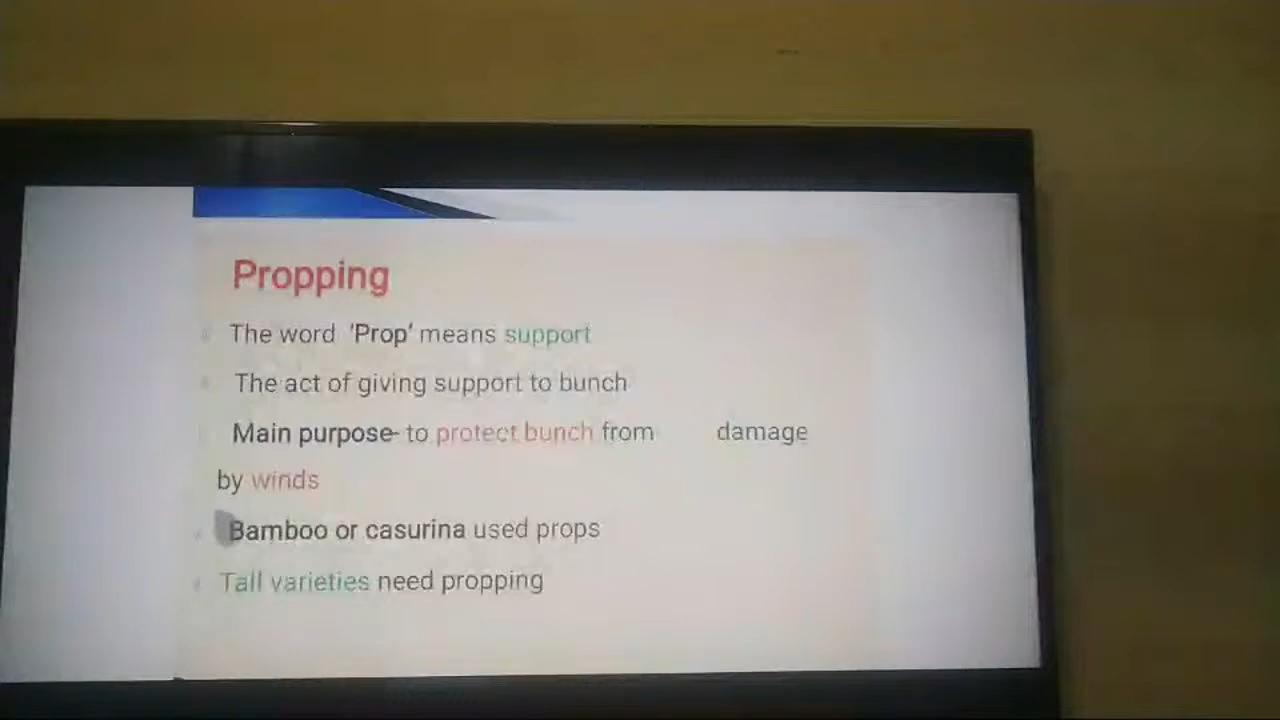 Propping
The word 'Prop' means support
The act of giving support to bunch
Main purpose- to protect bunch from damage
by winds
Bamboo or casurina used props
Tall varieties need propping